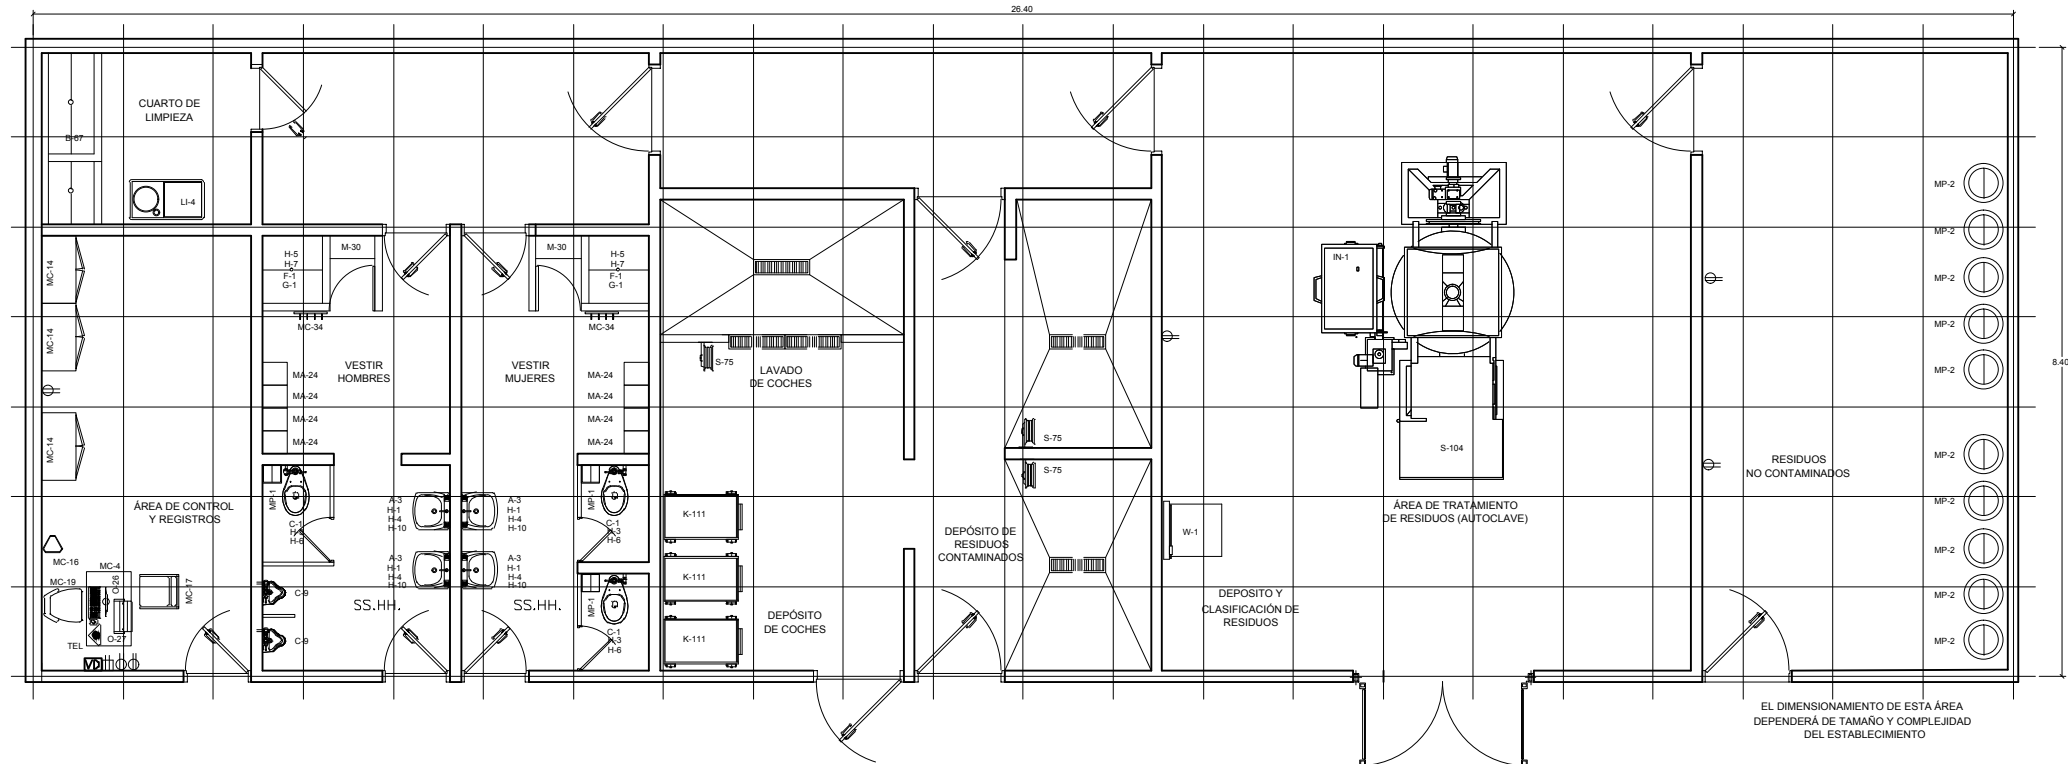 26.40
8.40
CUARTO DE
LIMPIEZA
B-67
LI-4
MC-14
MC-14
MC-14
ÁREA DE CONTROL
Y REGISTROS
MC-16
MC-19
MC-4
O-26
MC-17
O-27
TEL
VD
H-5
H-7
F-1
G-1
M-30
MC-34
VESTIR
HOMBRES
MA-24
MA-24
MA-24
MA-24
MP-1
C-1
H-3
H-6
A-3
H-1
H-4
H-10
A-3
H-1
H-4
H-10
C-9
C-9
SS.HH.
M-30
H-5
H-7
F-1
G-1
MC-34
VESTIR
MUJERES
MA-24
MA-24
MA-24
MA-24
A-3
H-1
H-4
H-10
A-3
H-1
H-4
H-10
MP-1
C-1
H-3
H-6
MP-1
C-1
H-3
H-6
SS.HH.
S-75
LAVADO
DE COCHES
K-111
K-111
K-111
DEPÓSITO
DE COCHES
S-75
S-75
DEPÓSITO DE
RESIDUOS
CONTAMINADOS
IN-1
S-104
ÁREA DE TRATAMIENTO
DE RESIDUOS (AUTOCLAVE)
W-1
DEPOSITO Y
CLASIFICACIÓN DE
RESIDUOS
RESIDUOS
NO CONTAMINADOS
MP-2
MP-2
MP-2
MP-2
MP-2
MP-2
MP-2
MP-2
MP-2
MP-2
EL DIMENSIONAMIENTO DE ESTA ÁREA
DEPENDERÁ DE TAMAÑO Y COMPLEJIDAD
DEL ESTABLECIMIENTO